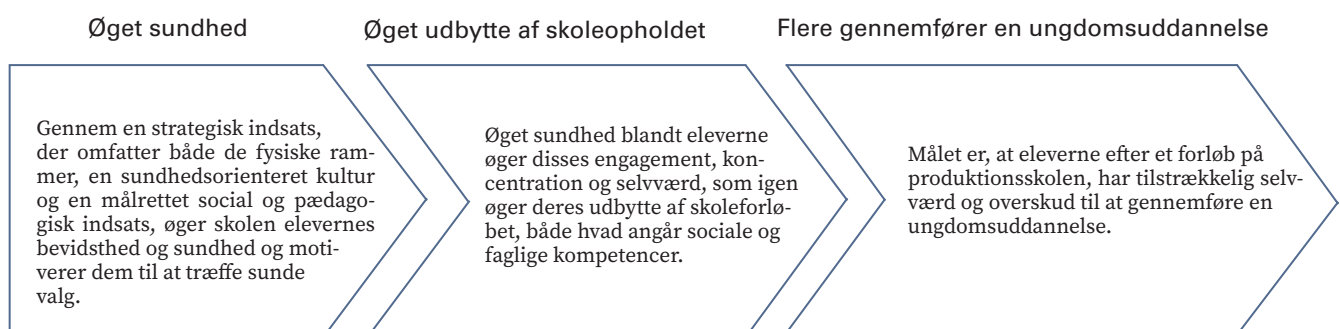 Øget sundhed
Øget udbytte af skoleopholdet
Flere gennemfører en ungdomsuddannelse
Gennem en strategisk indsats,
der omfatter både de fysiske ram-
mer, en sundhedsorienteret kultur
og en målrettet social og pædago-
gisk indsats, øger skolen elevernes
bevidsthed og sundhed og moti-
verer dem til at træffe sunde
valg.
Øget sundhed blandt eleverne
øger disses engagement, kon-
centration og selvværd, som igen
øger deres udbytte af skoleforlø-
bet, både hvad angår sociale og
faglige kompetencer.
Målet er, at eleverne efter et forløb på
produktionsskolen, har tilstrækkelig selv-
værd og overskud til at gennemføre en
ungdomsuddannelse.